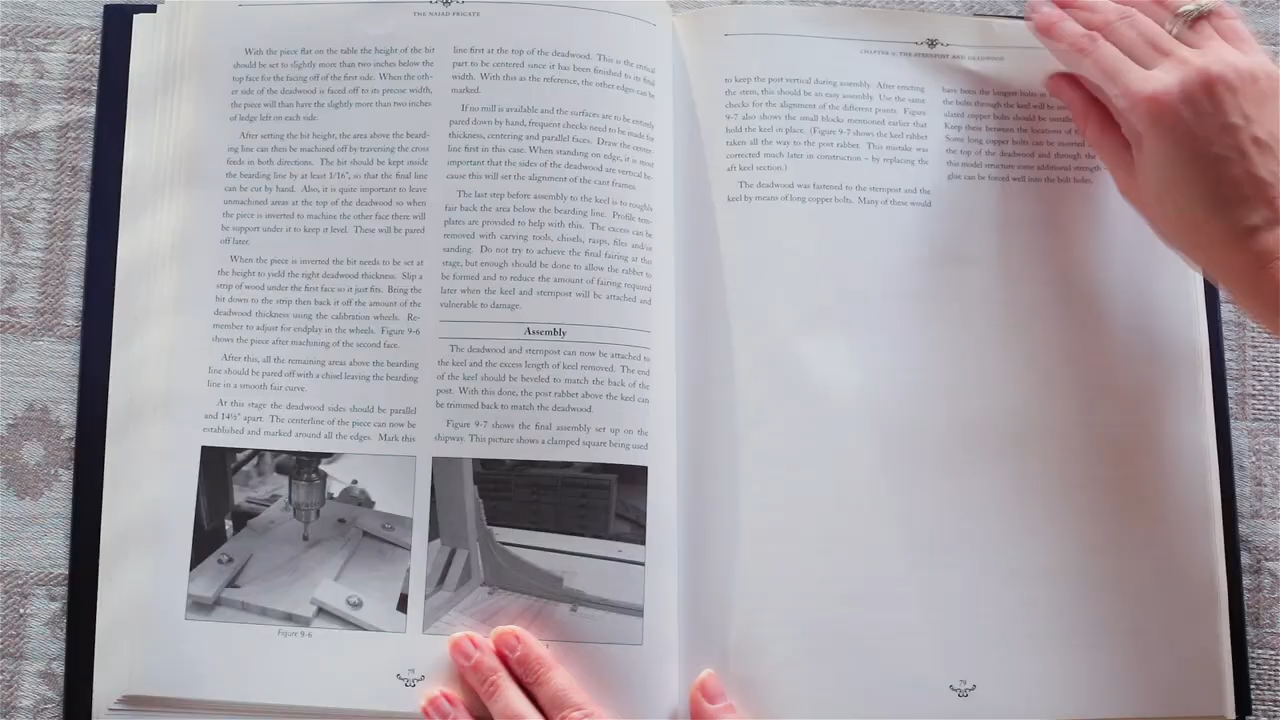 THE NAIAD FRIGATE
With the piece flat on the table the height of the bit
should be set to slightly more than two inches below the
top face for the facing off of the first side. When the oth-
er side of the deadwood is faced off to its precise width,
the piece will than have the slightly more than two inches
of ledge left on each side.
After setting the bit height, the area above the beard-
ing line can then be machined off by traversing the cross
feeds in both directions. The bit should be kept inside
the bearding line by at least 1/16" so that the final line
can be cut by hand. Also, it is quite important to leave
unmachined areas at the top of the deadwood so when
the piece is inverted to machine the other face there will
be support under it to keep it level. These will be pared
off later.
When the piece is inverted the bit needs to be set at
the height to yield the right deadwood thickness. Slip a
strip of wood under the first face so it just fits. Bring the
bit down to the strip then back it off the amount of the
deadwood thickness using the calibration wheels. Re-
member to adjust for endplay in the wheels. Figure 9-6
shows the piece after machining of the second face.
After this, all the remaining areas above the bearding
line should be pared off with a chisel leaving the bearding
line in a smooth fair curve.
At this stage the deadwood sides should be parallel
and 14½" apart. The centerline of the piece can now be
established and marked around all the edges. Mark this
line first at the top of the deadwood. This is the critical
part to be centered since it has been finished to its final
width. With this as the reference, the other edges can be
marked.
If no mill is available and the surfaces are to be entirely
pared down by hand, frequent checks need to be made for
thickness, centering and parallel faces. Draw the center
line first in this case. When standing on edge, it is most
important that the sides of the deadwood are vertical be-
cause this will set the alignment of the cant frames.
The last step before assembly to the keel is to roughly
fair back the area below the bearding line. Profile tem-
plates are provided to help with this. The excess can be
removed with carving tools, chisels, rasps, files and/or
sanding. Do not try to achieve the final fairing at this
stage, but enough should be done to allow the rabbet to
be formed and to reduce the amount of fairing required
later when the keel and sternpost will be attached and
vulnerable to damage.
Assembly
The deadwood and sternpost can now be attached to
the keel and the excess length of keel removed. The end
of the keel should be beveled to match the back of the
post. With this done, the post rabbet above the keel can
be trimmed back to match the deadwood.
Figure 9-7 shows the final assembly set up on the
shipway. This picture shows a clamped square being used
Figure 9-6
78
CHAPTER 9: THE STERNPOST AND DEADWOOD
to keep the post vertical during assembly. After erecting
the stem, this should be an easy assembly. Use the same
checks for the alignment of the different points. Figure
9-7 also shows the small blocks mentioned earlier that
hold the keel in place. (Figure 9-7 shows the keel rabbet
taken all the way to the post rabbet. This mistake was
corrected much later in construction – by replacing the
aft keel section.)
The deadwood was fastened to the sternpost and the
keel by means of long copper bolts. Many of these would
have been the longest bolts in
the bolts through the keel will be
ulated copper bolts should be
Keep these between the locations of
Some long copper bolts can be inserted
the top of the deadwood and through the
this model structure some additional strength –
glue can be forced well into the bolt holes.
79